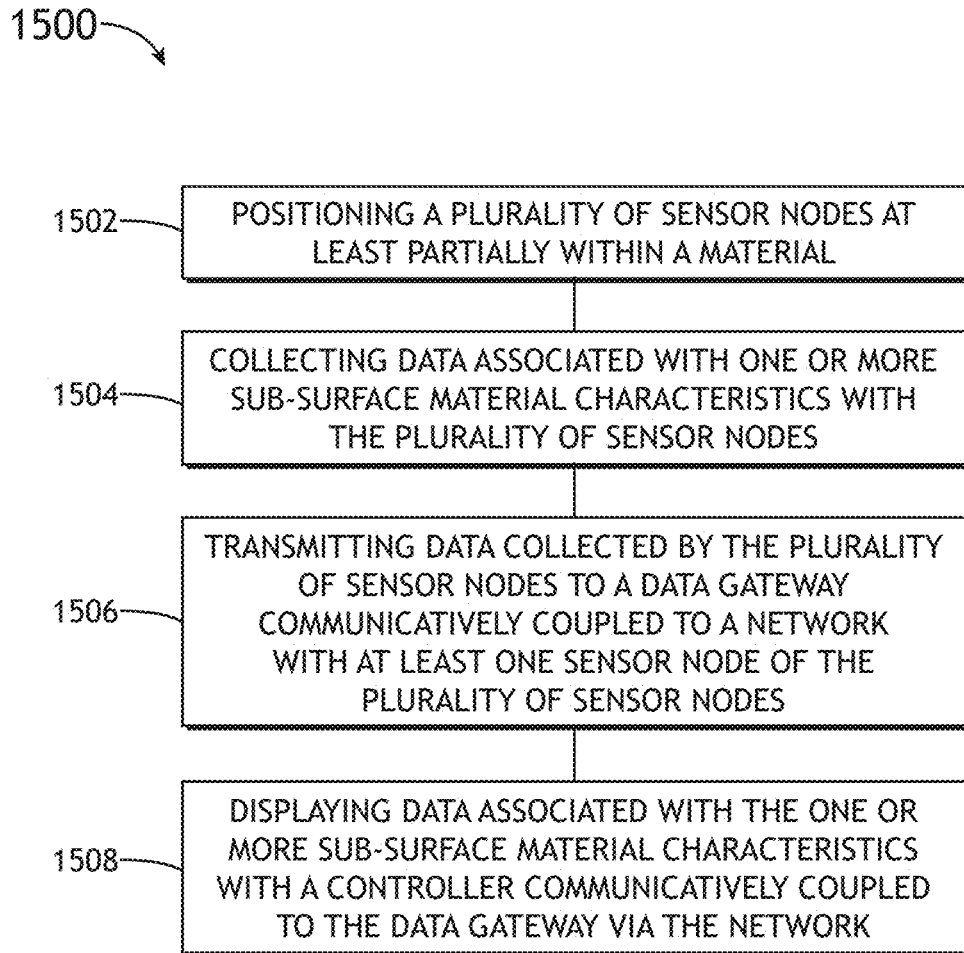 1500
1502
POSITIONING A PLURALITY OF SENSOR NODES AT
LEAST PARTIALLY WITHIN A MATERIAL
1504
COLLECTING DATA ASSOCIATED WITH ONE OR MORE
SUB-SURFACE MATERIAL CHARACTERISTICS WITH
THE PLURALITY OF SENSOR NODES
1506
TRANSMITTING DATA COLLECTED BY THE PLURALITY
OF SENSOR NODES TO A DATA GATEWAY
COMMUNICATIVELY COUPLED TO A NETWORK
WITH AT LEAST ONE SENSOR NODE OF THE
PLURALITY OF SENSOR NODES
1508
DISPLAYING DATA ASSOCIATED WITH THE ONE OR
MORE SUB-SURFACE MATERIAL CHARACTERISTICS
WITH A CONTROLLER COMMUNICATIVELY COUPLED
TO THE DATA GATEWAY VIA THE NETWORK